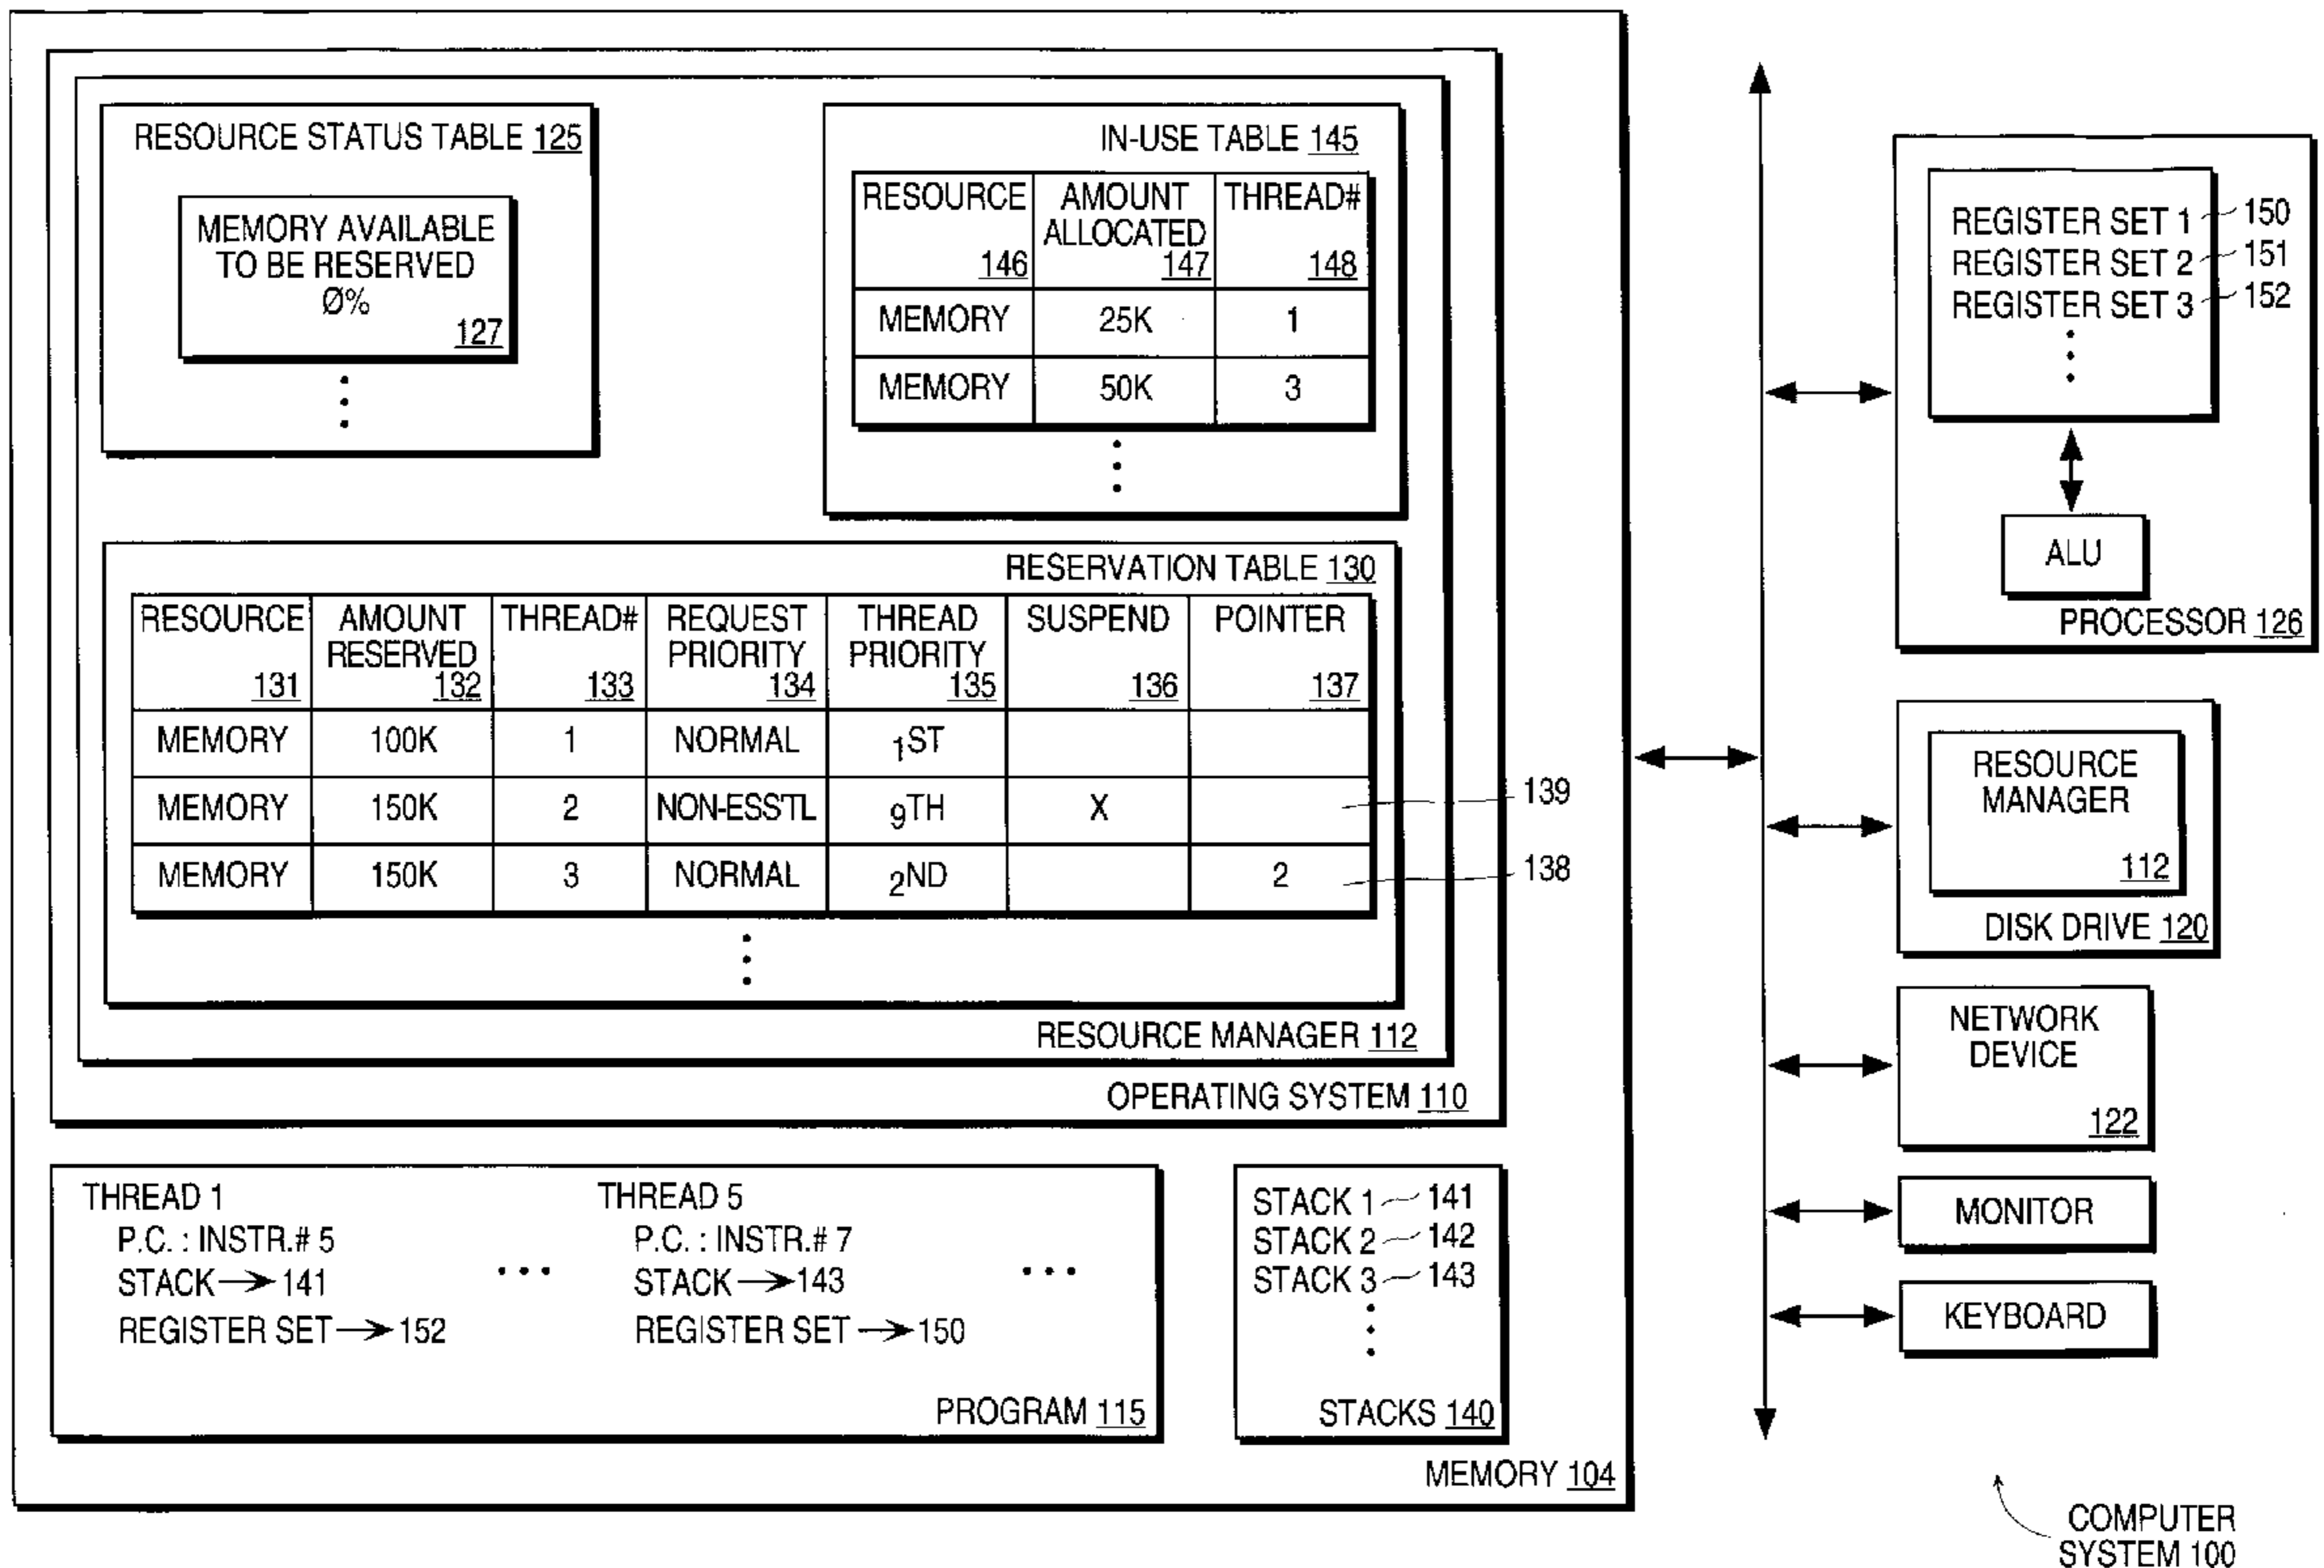 RESOURCE STATUS TABLE 125
MEMORY AVAILABLE
TO BE RESERVED
Ø%
127
IN-USE TABLE 145
RESOURCE AMOUNT THREAD#
ALLOCATED
146 147 148
MEMORY 25K 1
MEMORY 50K 3
RESERVATION TABLE 130
RESOURCE AMOUNT THREAD# REQUEST THREAD SUSPEND POINTER
RESERVED PRIORITY PRIORITY
131 132 133 134 135 136 137
MEMORY 100K 1 NORMAL 1ST
MEMORY 150K 2 NON-ESS'TL 9TH X
139
MEMORY 150K 3 NORMAL 2ND 2
138
RESOURCE MANAGER 112
OPERATING SYSTEM 110
THREAD 1
P.C. : INSTR.# 5
STACK→141
REGISTER SET→152
• • •
THREAD 5
P.C. : INSTR.# 7
STACK→143
REGISTER SET→150
• • •
PROGRAM 115
STACK 1 141
STACK 2 142
STACK 3 143
STACKS 140
MEMORY 104
REGISTER SET 1 150
REGISTER SET 2 151
REGISTER SET 3 152
ALU
PROCESSOR 126
RESOURCE
MANAGER
112
DISK DRIVE 120
NETWORK
DEVICE
122
MONITOR
KEYBOARD
COMPUTER
SYSTEM 100